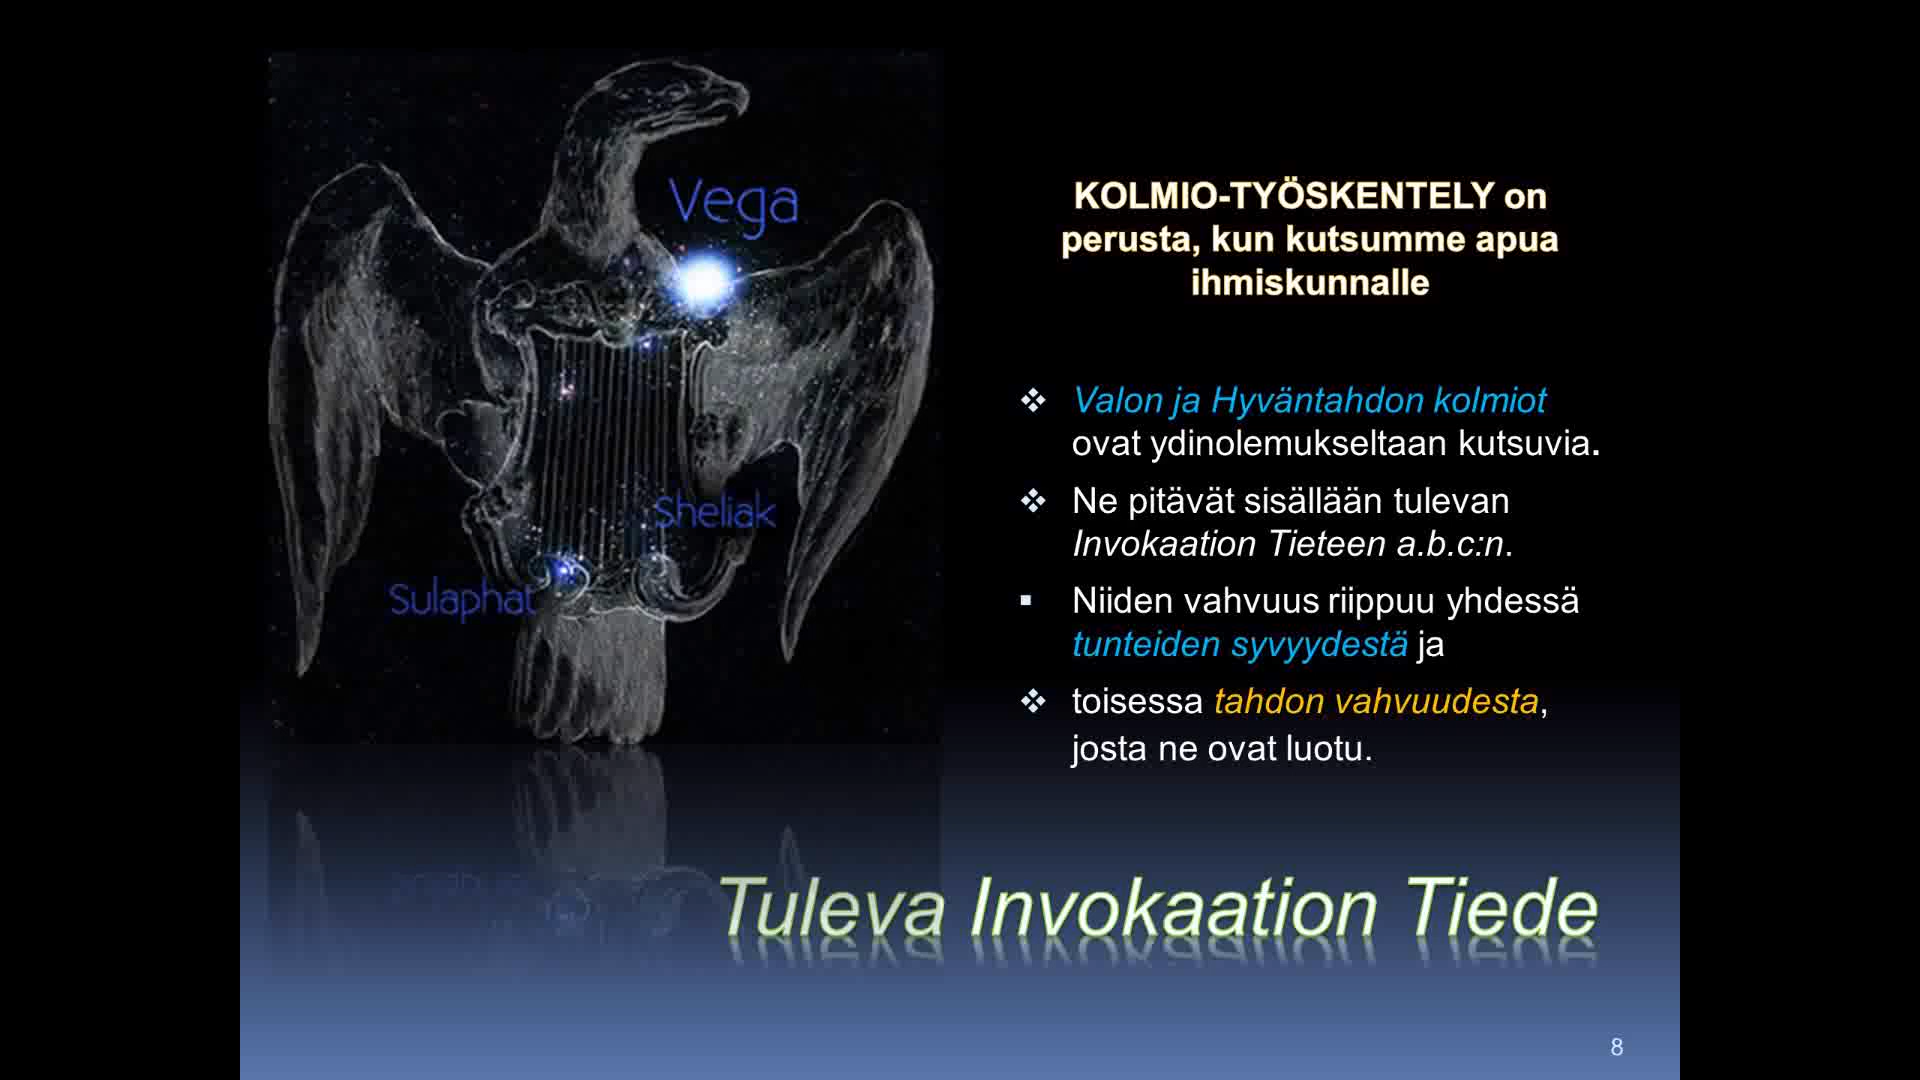 Vega
Sheliak
Sulaphat
KOLMIO-TYÖSKENTELY on
perusta, kun kutsumme apua
ihmiskunnalle
❖ Valon ja Hyväntahdon kolmiot
ovat ydinolemukseltaan kutsuvia.
❖ Ne pitävät sisällään tulevan
Invokaation Tieteen a.b.c:n.
▪ Niiden vahvuus riippuu yhdessä
tunteiden syvyydestä ja
❖ toisessa tahdon vahvuudesta,
josta ne ovat luotu.
Tuleva Invokaation Tiede
8